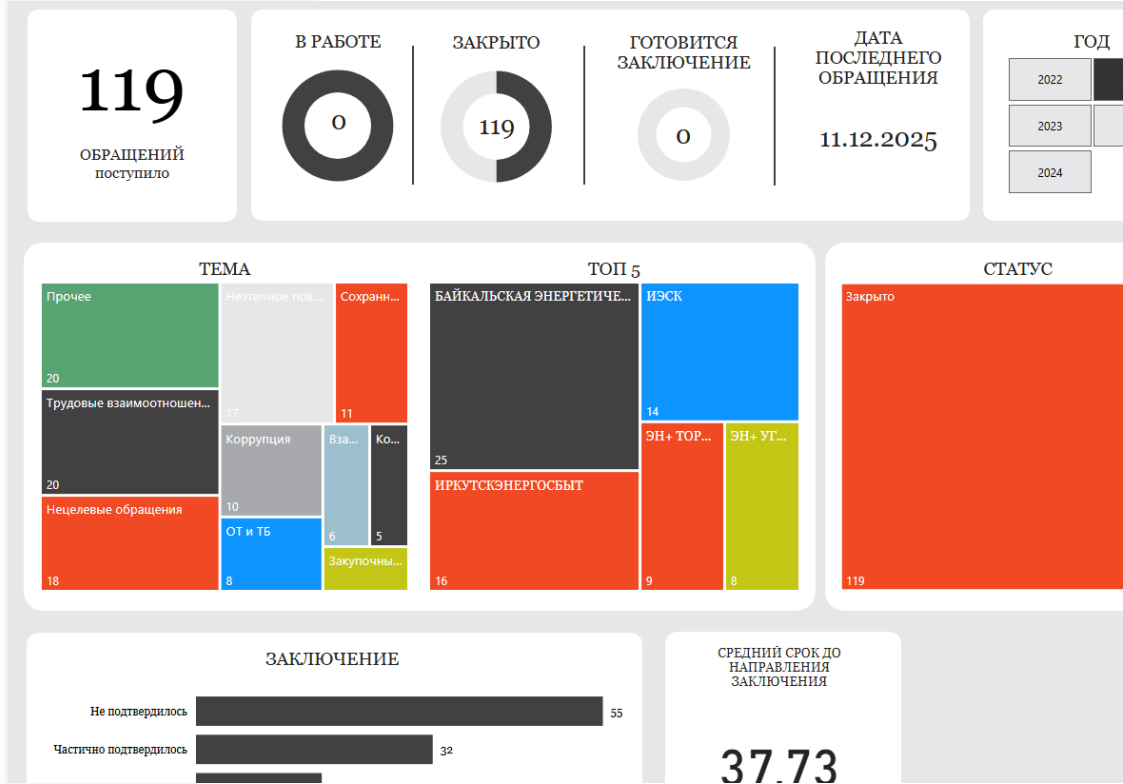 119
ОБРАЩЕНИЙ
поступило
В РАБОТЕ
0
ЗАКРЫТО
119
ГОТОВИТСЯ
ЗАКЛЮЧЕНИЕ
0
ДАТА
ПОСЛЕДНЕГО
ОБРАЩЕНИЯ
11.12.2025
ГОД
2022
2023
2024
ТЕМА
Прочее
20
Трудовые взаимоотношен...
20
Нецелевые обращения
18
Неэтичное пов...
17
Сохранн...
11
Коррупция
10
ОТ и ТБ
8
Вза...
6
Ко...
5
Закупочны...
ТОП 5
БАЙКАЛЬСКАЯ ЭНЕРГЕТИЧЕ...
25
ИРКУТСКЭНЕРГОСБЫТ
16
ИЭСК
14
ЭН+ ТОР...
9
ЭН+ УГ...
8
СТАТУС
Закрыто
119
ЗАКЛЮЧЕНИЕ
Не подтвердилось
55
Частично подтвердилось
32
СРЕДНИЙ СРОК ДО
НАПРАВЛЕНИЯ
ЗАКЛЮЧЕНИЯ
37.73